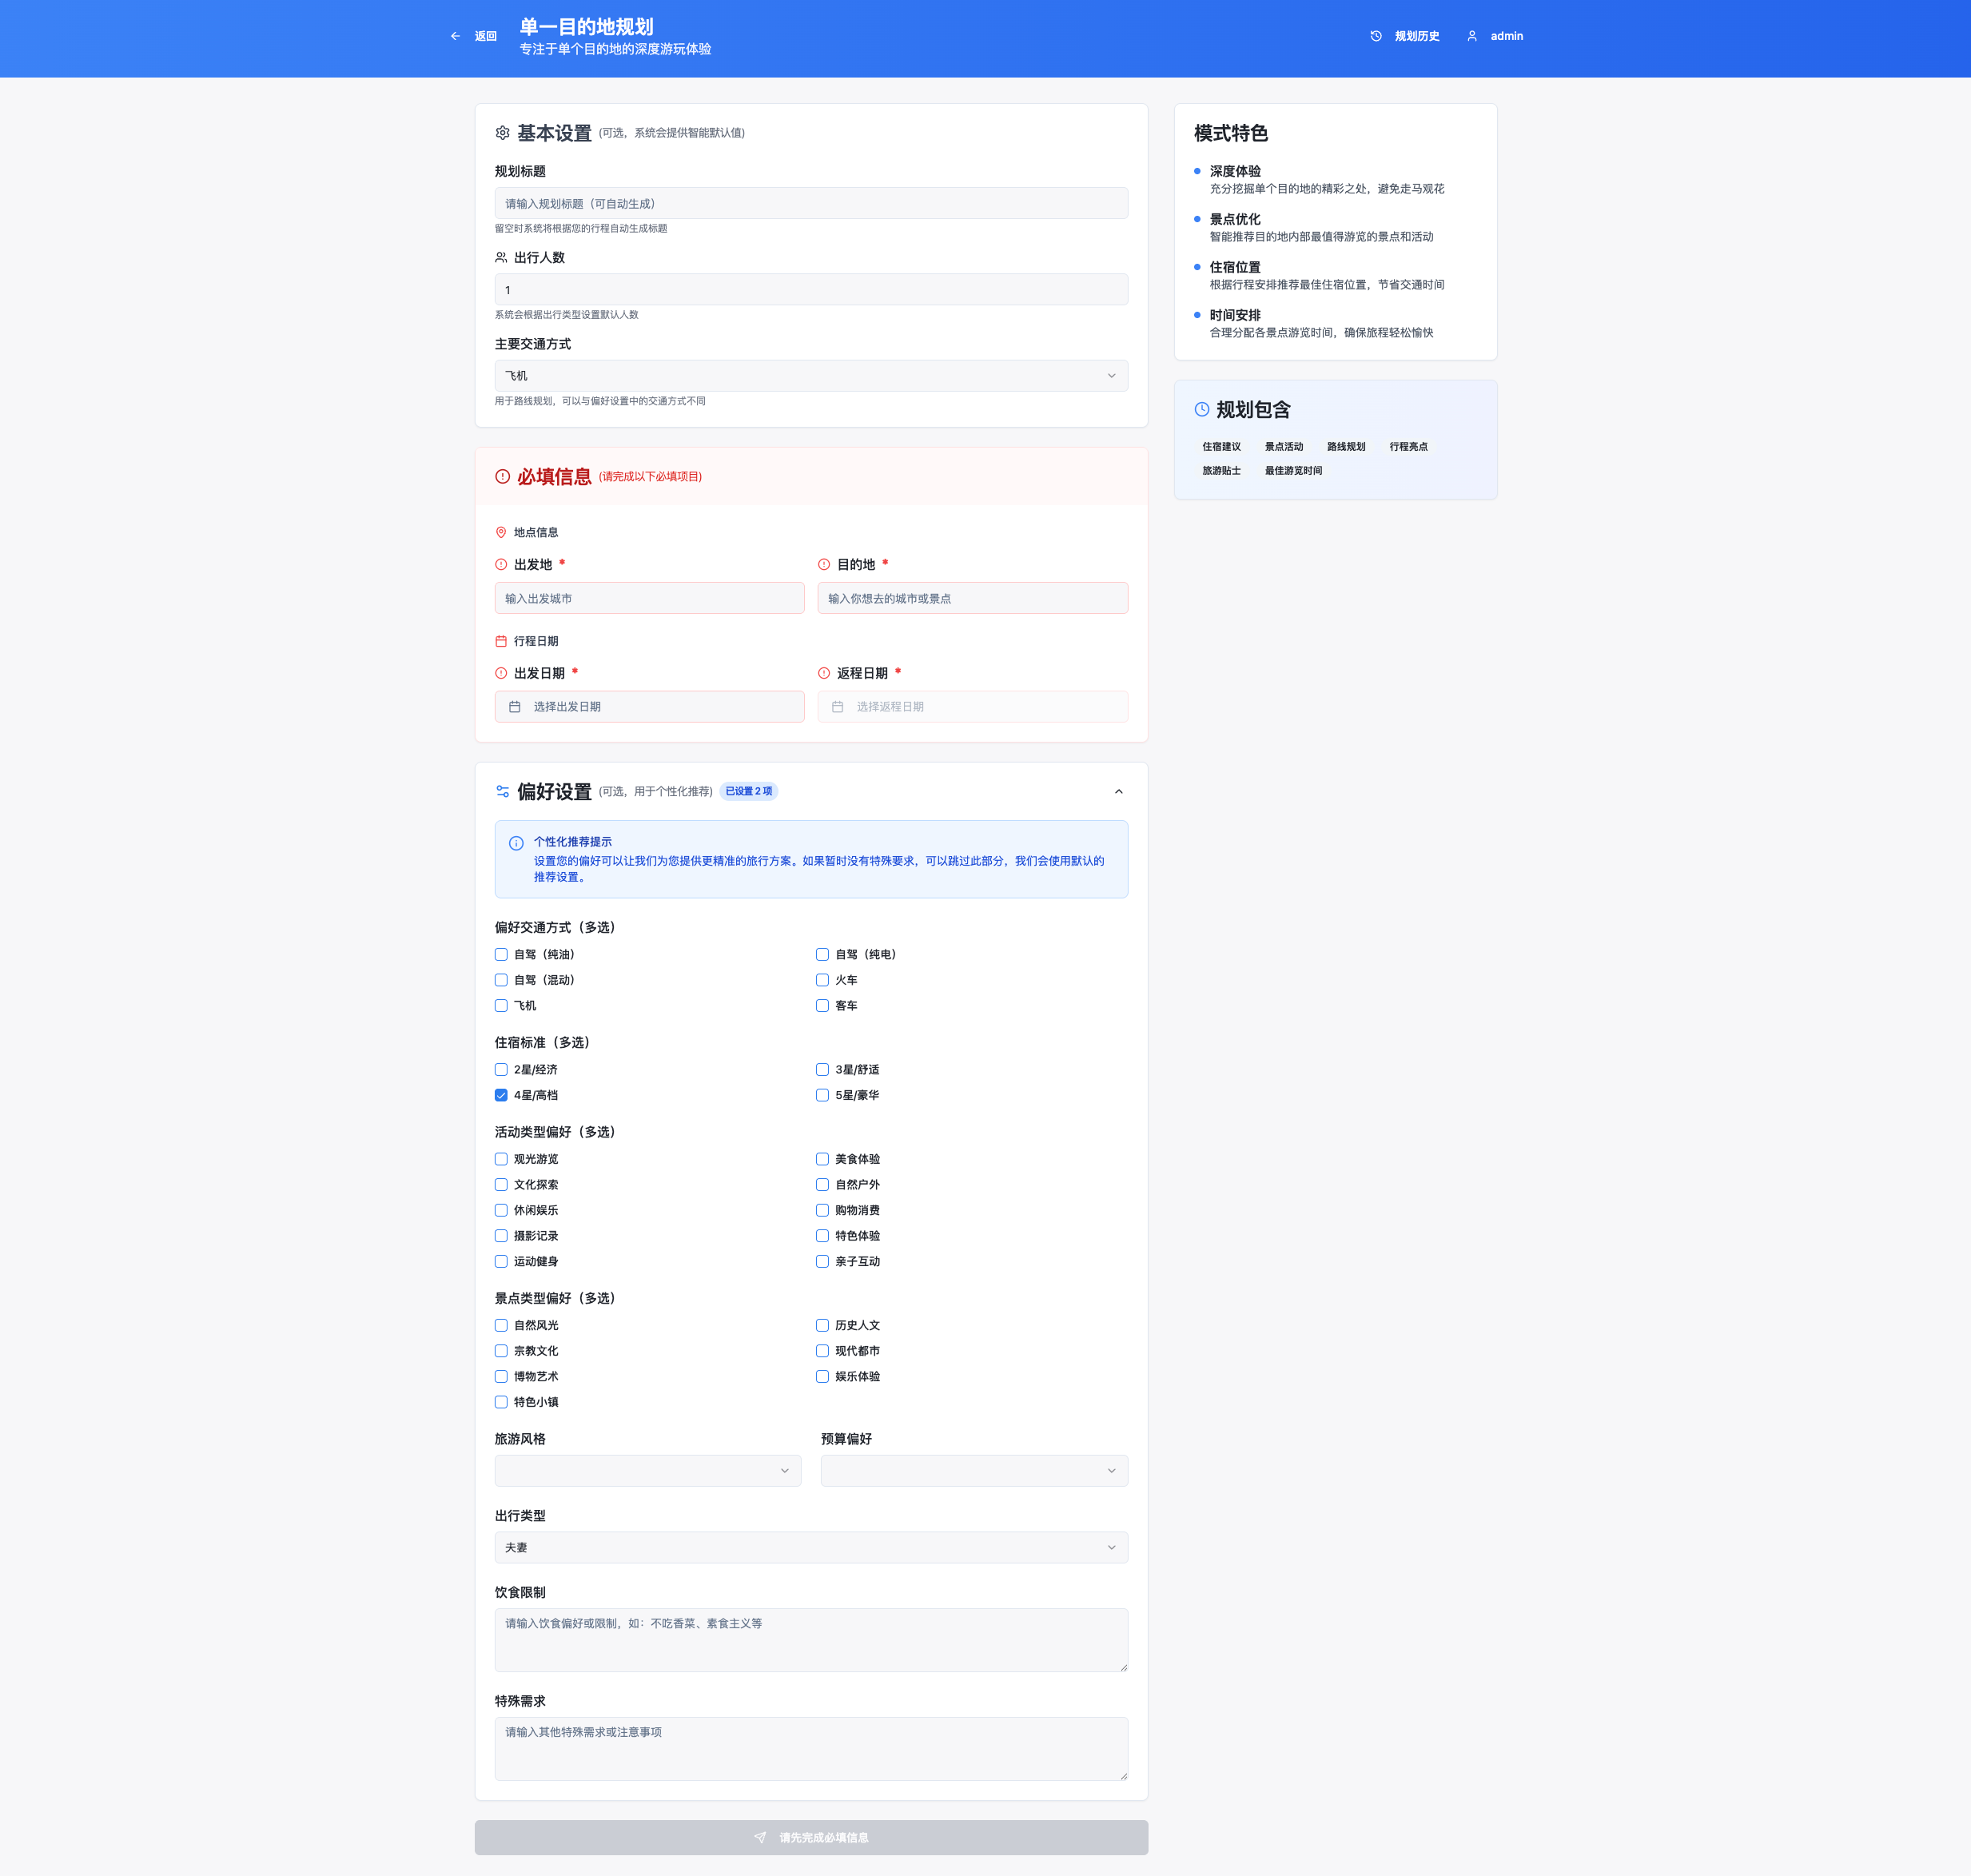 返回
单一目的地规划
专注于单个目的地的深度游玩体验
规划历史
admin
基本设置 (可选，系统会提供智能默认值)
规划标题
请输入规划标题（可自动生成）
留空时系统将根据您的行程自动生成标题
出行人数
1
系统会根据出行类型设置默认人数
主要交通方式
飞机
用于路线规划，可以与偏好设置中的交通方式不同
必填信息 (请完成以下必填项目)
地点信息
出发地 *
目的地 *
输入出发城市
输入你想去的城市或景点
行程日期
出发日期 *
返程日期 *
选择出发日期
选择返程日期
偏好设置 (可选，用于个性化推荐) 已设置 2 项
个性化推荐提示
设置您的偏好可以让我们为您提供更精准的旅行方案。如果暂时没有特殊要求，可以跳过此部分，我们会使用默认的
推荐设置。
偏好交通方式（多选）
自驾（纯油）
自驾（纯电）
自驾（混动）
火车
飞机
客车
住宿标准（多选）
2星/经济
3星/舒适
4星/高档
5星/豪华
活动类型偏好（多选）
观光游览
美食体验
文化探索
自然户外
休闲娱乐
购物消费
摄影记录
特色体验
运动健身
亲子互动
景点类型偏好（多选）
自然风光
历史人文
宗教文化
现代都市
博物艺术
娱乐体验
特色小镇
旅游风格
预算偏好
出行类型
夫妻
饮食限制
请输入饮食偏好或限制，如：不吃香菜、素食主义等
特殊需求
请输入其他特殊需求或注意事项
请先完成必填信息
模式特色
深度体验
充分挖掘单个目的地的精彩之处，避免走马观花
景点优化
智能推荐目的地内部最值得游览的景点和活动
住宿位置
根据行程安排推荐最佳住宿位置，节省交通时间
时间安排
合理分配各景点游览时间，确保旅程轻松愉快
规划包含
住宿建议 景点活动 路线规划 行程亮点
旅游贴士 最佳游览时间